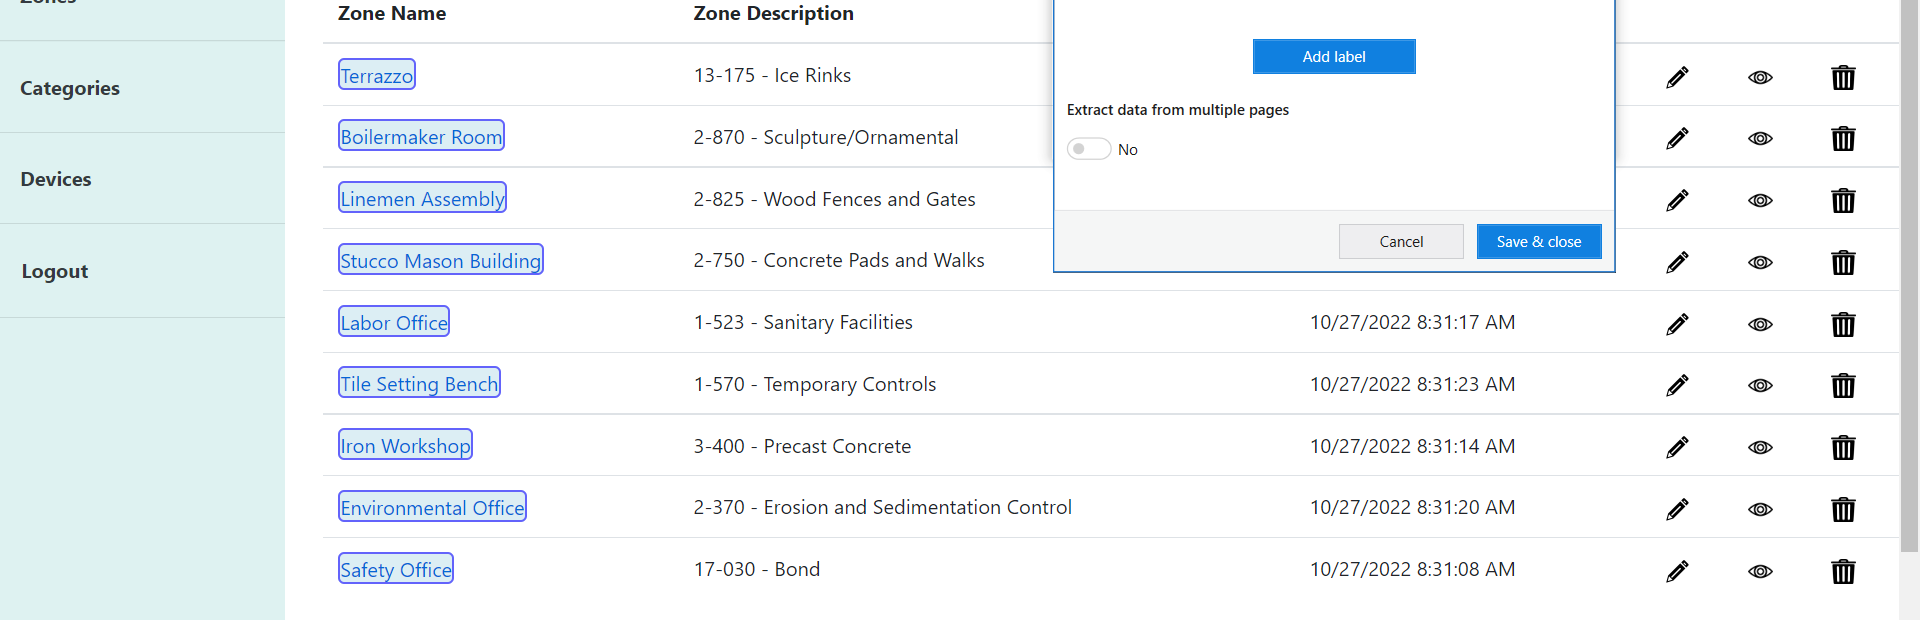 Zones
Categories
Devices
Logout
Zone Name Zone Description
Terrazzo 13-175 - Ice Rinks
Boilermaker Room 2-870 - Sculpture/Ornamental
Linemen Assembly 2-825 - Wood Fences and Gates
Stucco Mason Building 2-750 - Concrete Pads and Walks
Labor Office 1-523 - Sanitary Facilities 10/27/2022 8:31:17 AM
Tile Setting Bench 1-570 - Temporary Controls 10/27/2022 8:31:23 AM
Iron Workshop 3-400 - Precast Concrete 10/27/2022 8:31:14 AM
Environmental Office 2-370 - Erosion and Sedimentation Control 10/27/2022 8:31:20 AM
Safety Office 17-030 - Bond 10/27/2022 8:31:08 AM
Add label
Extract data from multiple pages
No
Cancel Save & close